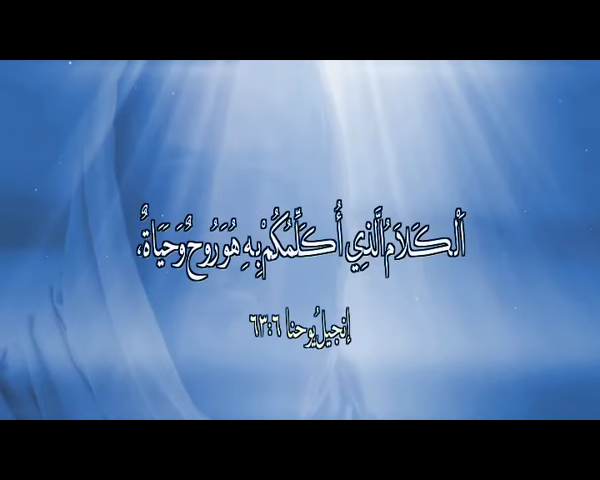 اَلْكَلاَمُ الَّذِي أُكَلِّمُكُمْ بِهِ هُوَ رُوحٌ وَحَيَاةٌ،
إنجيل يوحنا ٦٣:٦